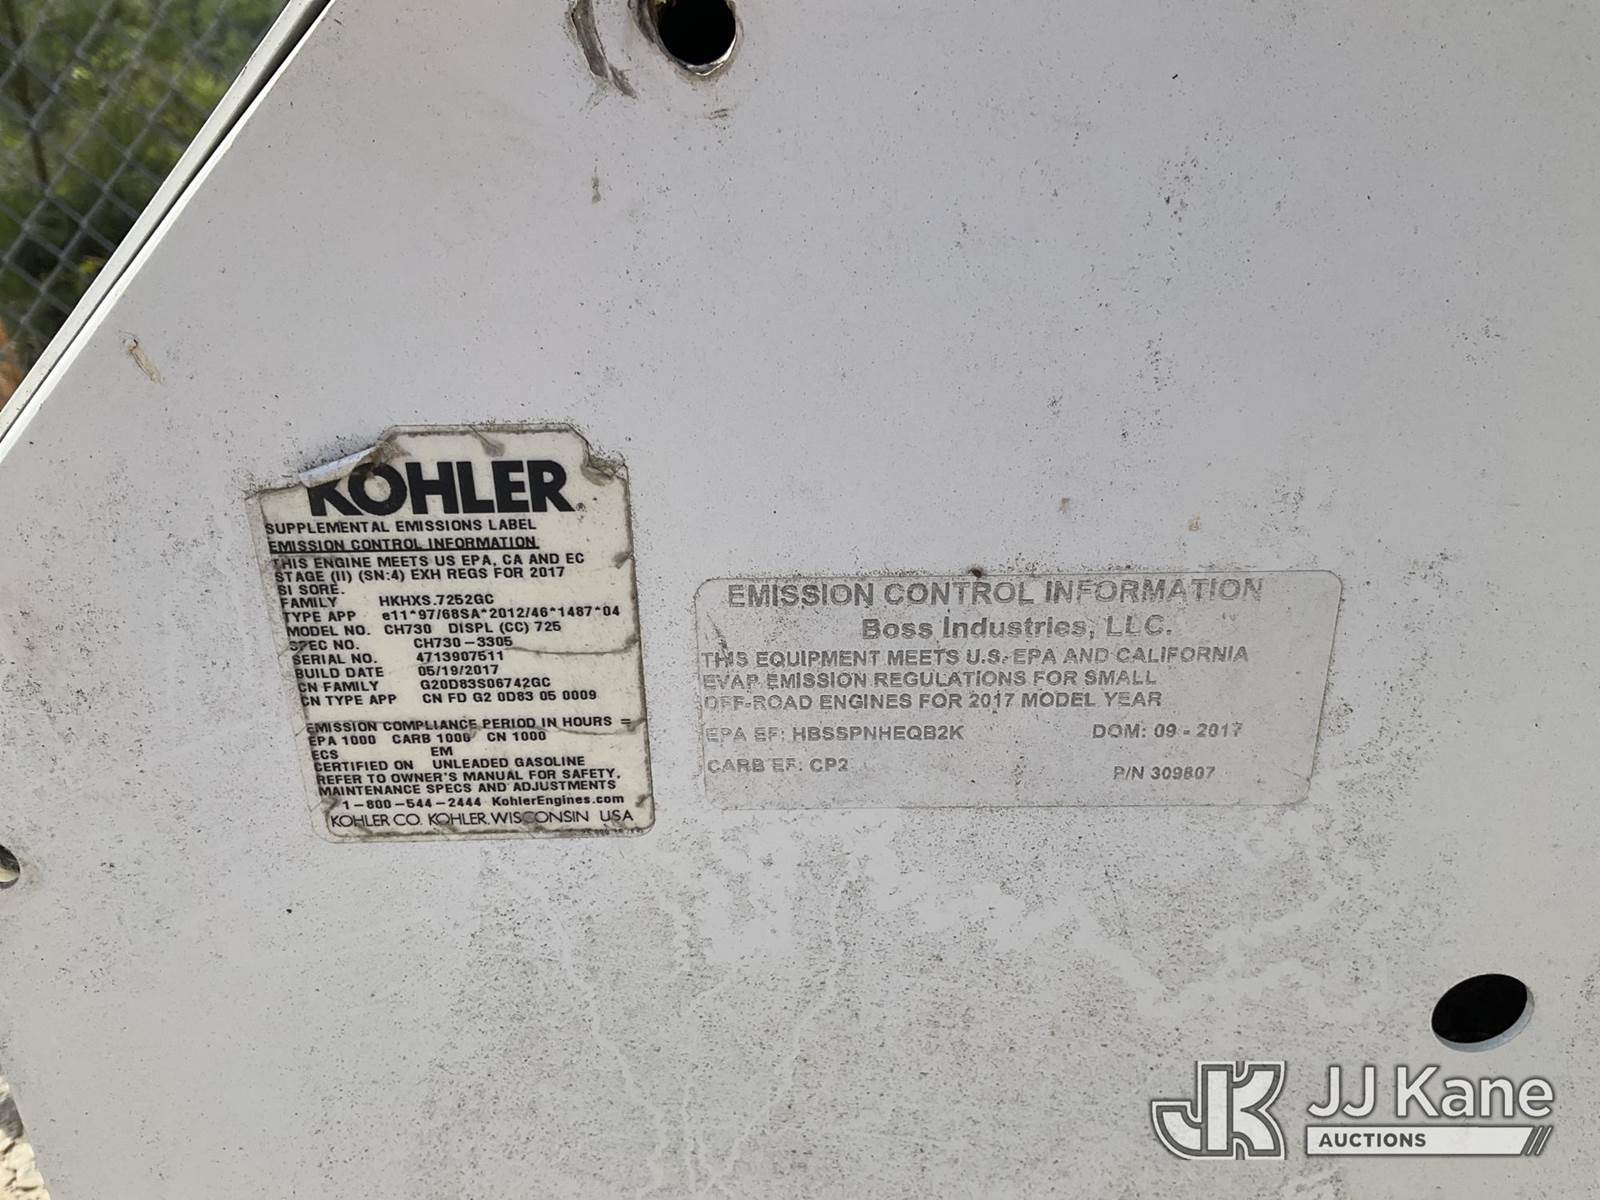 KOHLER
SUPPLEMENTAL EMISSIONS LABEL
EMISSION CONTROL INFORMATION
THIS ENGINE MEETS US EPA, CA AND EC
STAGE (II) (SN:4) EXH REGS FOR 2017
SI SORE.
FAMILY HKHXS.7252GC
TYPE APP e11*97/68SA*2012/46*1487*04
MODEL NO. CH730 DISPL (CC) 725
SPEC NO. CH730-3305
SERIAL NO. 4713907511
BUILD DATE 05/19/2017
CN FAMILY G20D83S06742GC
CN TYPE APP CN FD G2 0D83 05 0009
EMISSION COMPLIANCE PERIOD IN HOURS =
EPA 1000 CARB 1000 CN 1000
ECS EM
CERTIFIED ON UNLEADED GASOLINE
REFER TO OWNER'S MANUAL FOR SAFETY,
MAINTENANCE SPECS AND ADJUSTMENTS
1-800-544-2444 KohlerEngines.com
KOHLER CO. KOHLER, WISCONSIN USA
EMISSION CONTROL INFORMATION
Boss Industries, LLC.
THIS EQUIPMENT MEETS U.S. EPA AND CALIFORNIA
EVAP EMISSION REGULATIONS FOR SMALL
OFF-ROAD ENGINES FOR 2017 MODEL YEAR
EPA EF: HBSSPNHEQB2K DOM: 09 - 2017
CARB EF: CP2 P/N 309807
JK JJ Kane
AUCTIONS